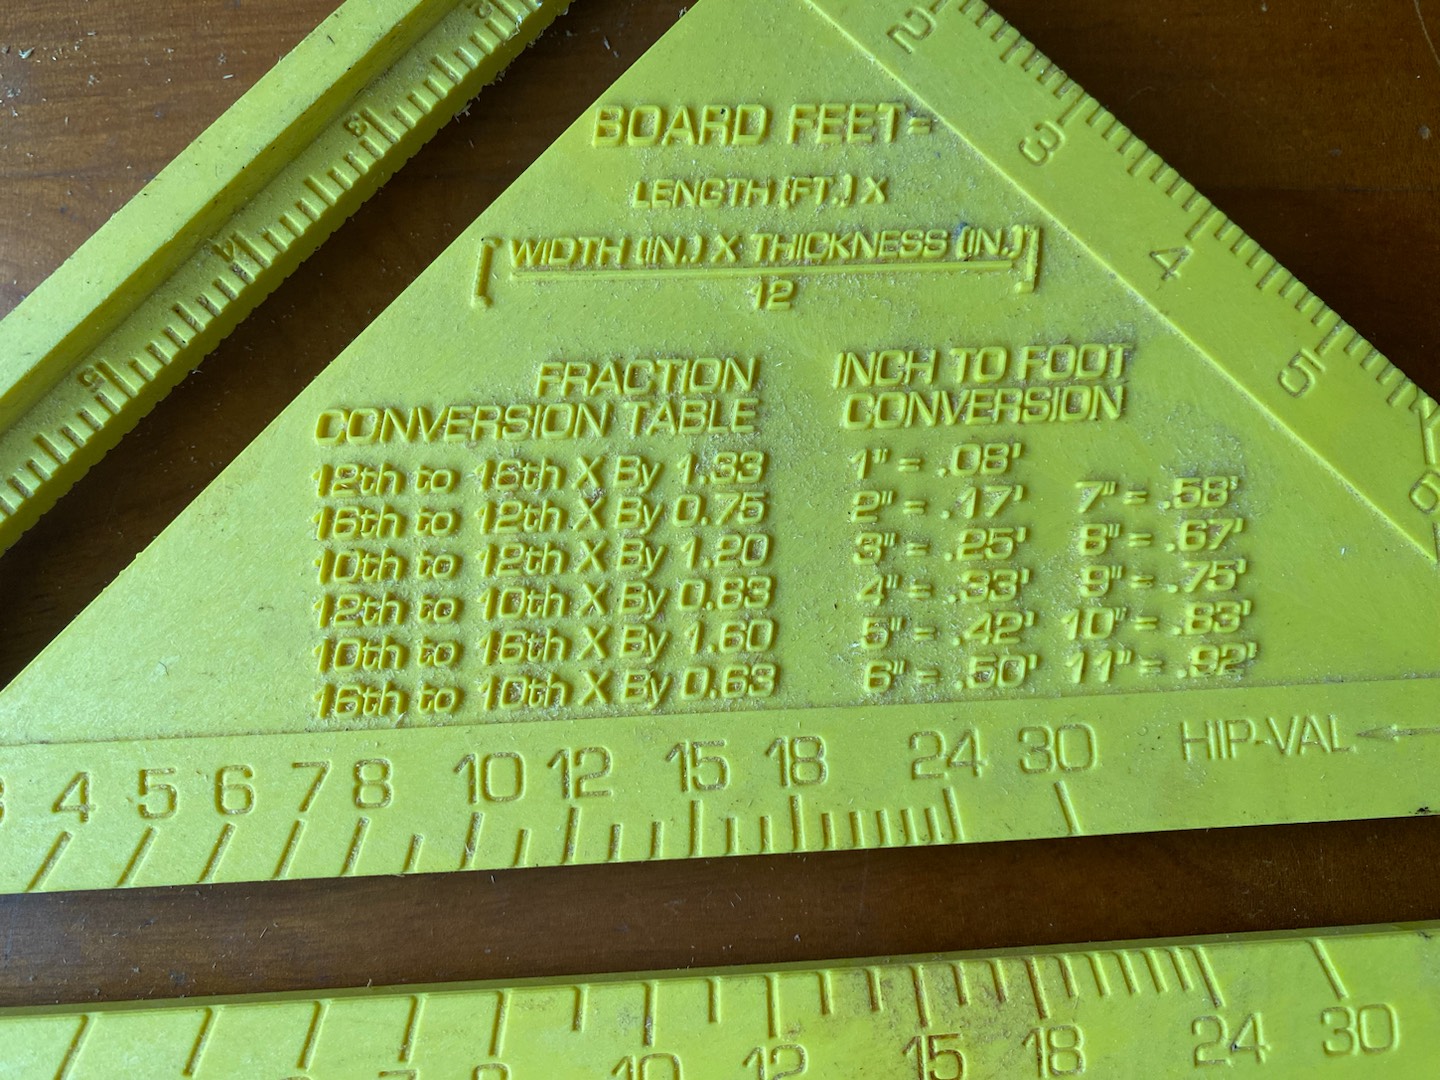 BOARD FEET=
LENGTH (FT.) X
[WIDTH (IN.) X THICKNESS (IN.)]
12
FRACTION
CONVERSION TABLE
12th to 16th X By 1.33
16th to 12th X By 0.75
10th to 12th X By 1.20
12th to 10th X By 0.83
10th to 16th X By 1.60
16th to 10th X By 0.63
INCH TO FOOT
CONVERSION
1" = .08'
2" = .17' 7" = .58'
3" = .25' 8" = .67'
4" = .33' 9" = .75'
5" = .42' 10" = .83'
6" = .50' 11" = .92'
2
3
4
5
6
3
4
5
4 5 6 7 8 10 12 15 18 24 30 HIP-VAL
10 12 15 18 24 30